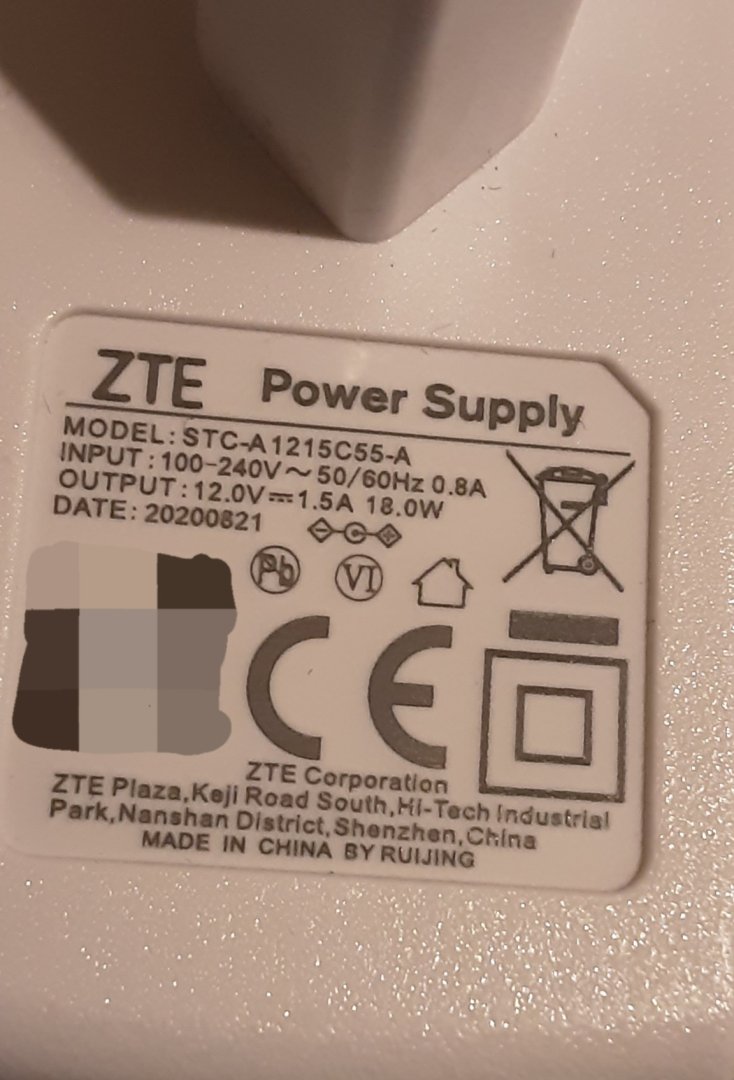 ZTE Power Supply
MODEL: STC-A1215C55-A
INPUT: 100-240V~50/60Hz 0.8A
OUTPUT: 12.0V⎓1.5A 18.0W
DATE: 20200821
Pb VI
CE
ZTE Corporation
ZTE Plaza,Keji Road South,Hi-Tech Industrial
Park,Nanshan District,Shenzhen,China
MADE IN CHINA BY RUIJING